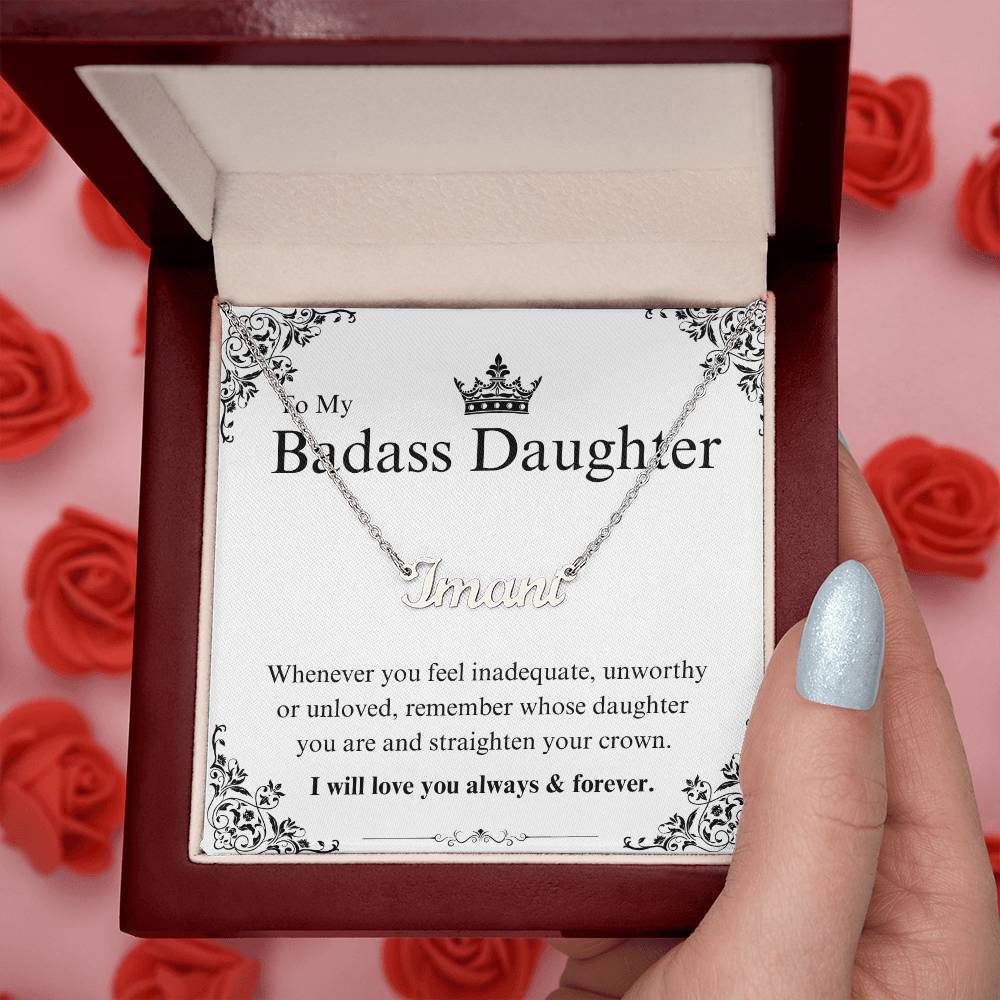 To My
Badass Daughter
Imani
Whenever you feel inadequate, unworthy
or unloved, remember whose daughter
you are and straighten your crown.
I will love you always & forever.